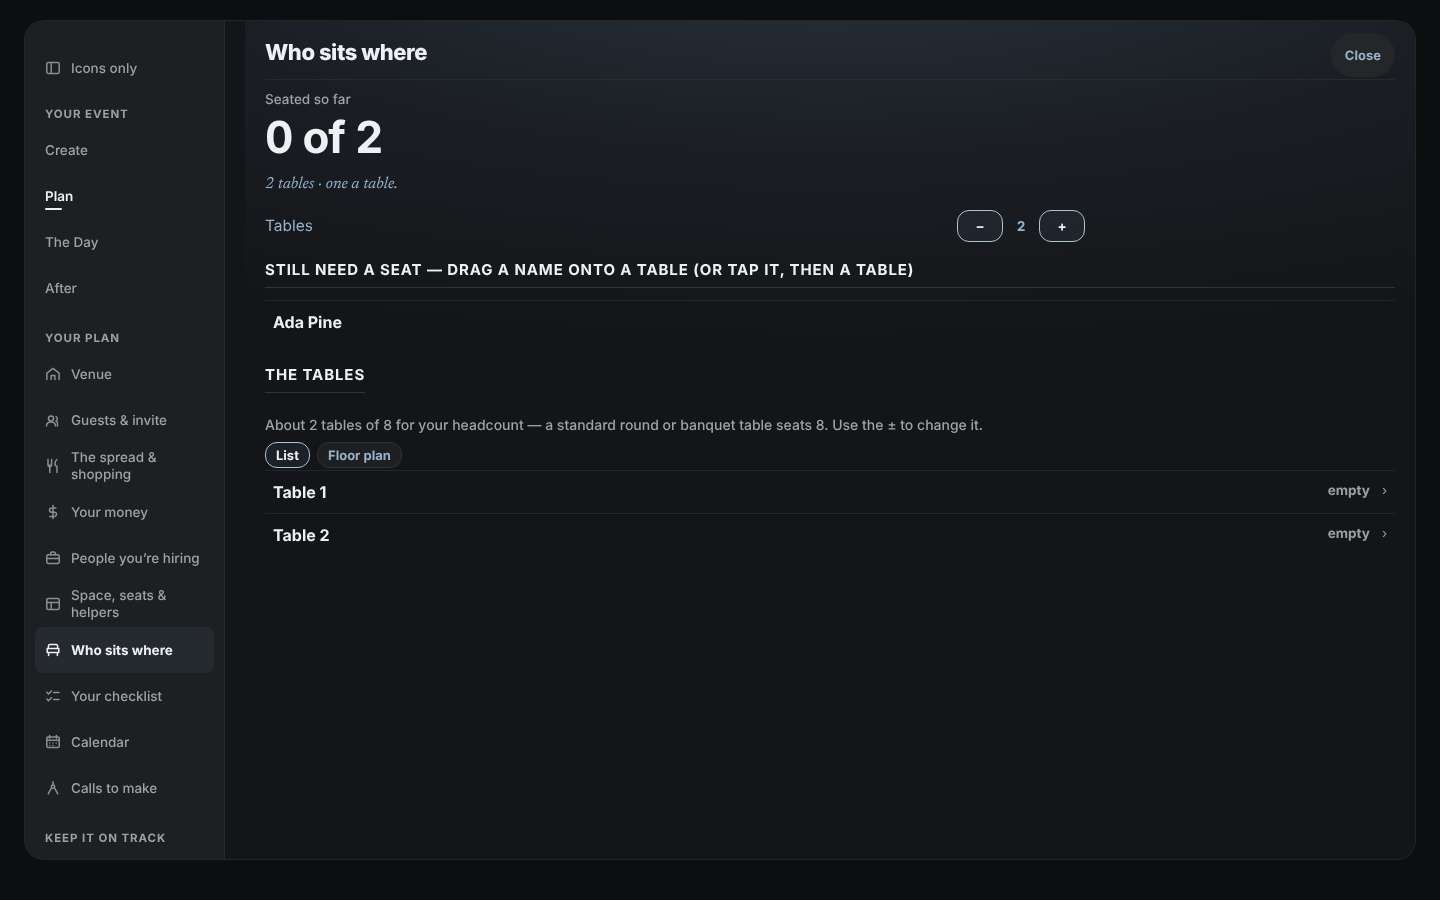 Icons only
YOUR EVENT
Create
Plan
The Day
After
YOUR PLAN
Venue
Guests & invite
The spread &
shopping
Your money
People you’re hiring
Space, seats &
helpers
Who sits where
Your checklist
Calendar
Calls to make
KEEP IT ON TRACK
Who sits where
Close
Seated so far
0 of 2
2 tables · one a table.
Tables
− 2 +
STILL NEED A SEAT — DRAG A NAME ONTO A TABLE (OR TAP IT, THEN A TABLE)
Ada Pine
THE TABLES
About 2 tables of 8 for your headcount — a standard round or banquet table seats 8. Use the ± to change it.
List Floor plan
Table 1 empty ›
Table 2 empty ›